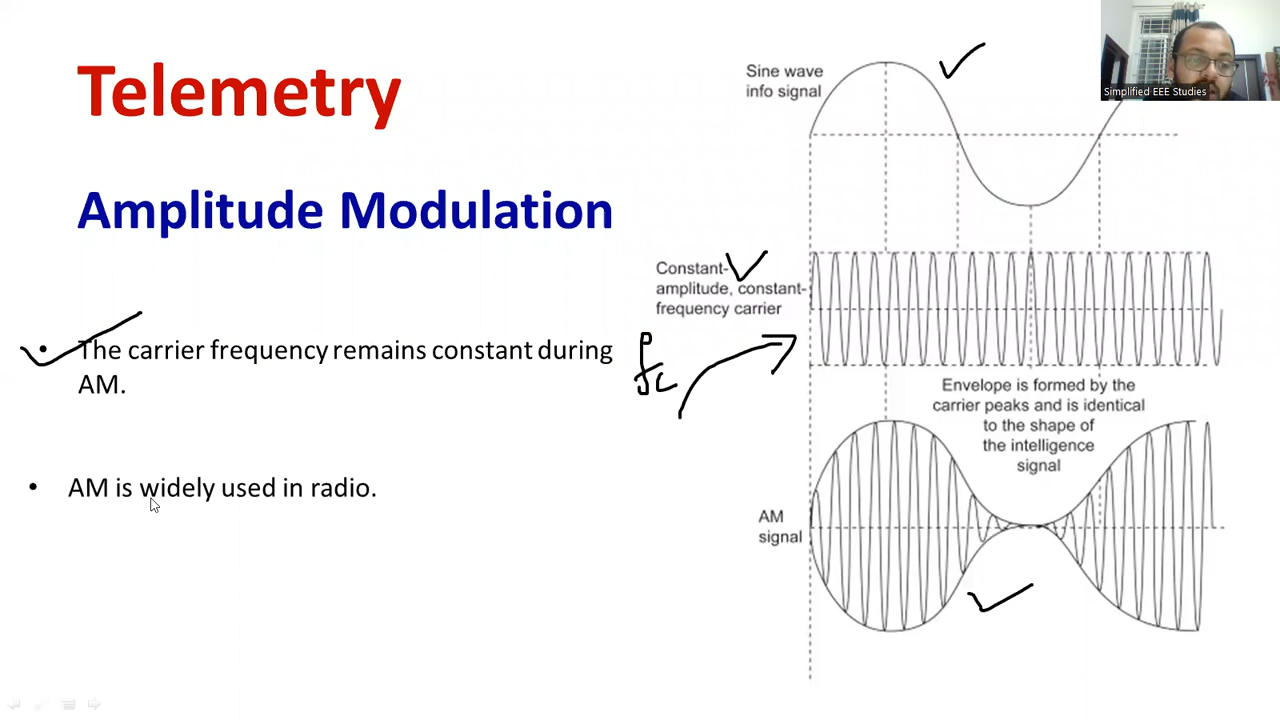 Telemetry
Amplitude Modulation
• The carrier frequency remains constant during
AM.
• AM is widely used in radio.
Sine wave
info signal
Simplified EEE Studies
Constant-
amplitude, constant-
frequency carrier
fc
Envelope is formed by the
carrier peaks and is identical
to the shape of
the intelligence
signal
AM
signal